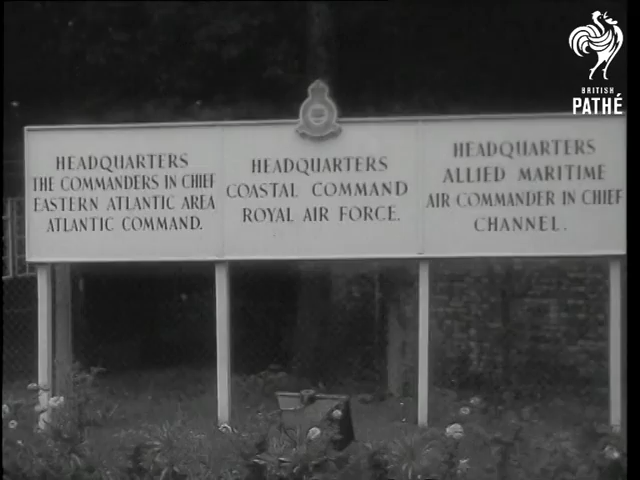 HEADQUARTERS
THE COMMANDERS IN CHIEF
EASTERN ATLANTIC AREA
ATLANTIC COMMAND.
HEADQUARTERS
COASTAL COMMAND
ROYAL AIR FORCE.
HEADQUARTERS
ALLIED MARITIME
AIR COMMANDER IN CHIEF
CHANNEL.
BRITISH
PATHÉ